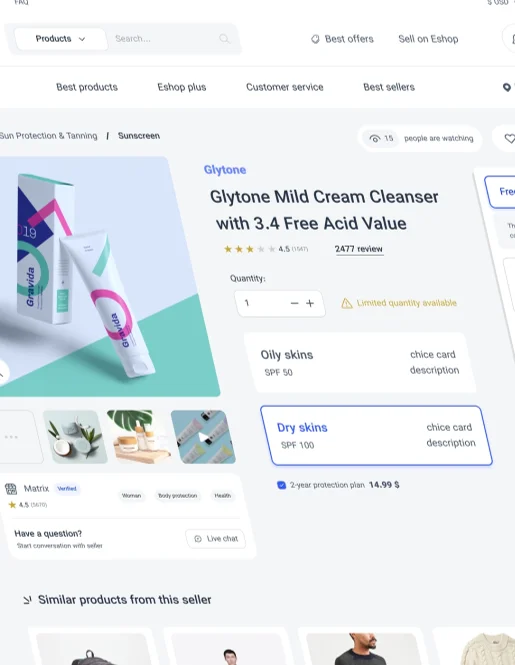 FAQ
$ USD
Products
Search...
Best offers
Sell on Eshop
Best products
Eshop plus
Customer service
Best sellers
Sun Protection & Tanning / Sunscreen
15 people are watching
Glytone
Glytone Mild Cream Cleanser
with 3.4 Free Acid Value
4.5
2477 review
Quantity:
1
Limited quantity available
Oily skins
SPF 50
chice card
description
Dry skins
SPF 100
chice card
description
2-year protection plan 14.99 $
19
Gravida
Gravida
Matrix
Verified
4.5
Woman
Body protection
Health
Have a question?
Start conversation with seller
Live chat
Similar products from this seller